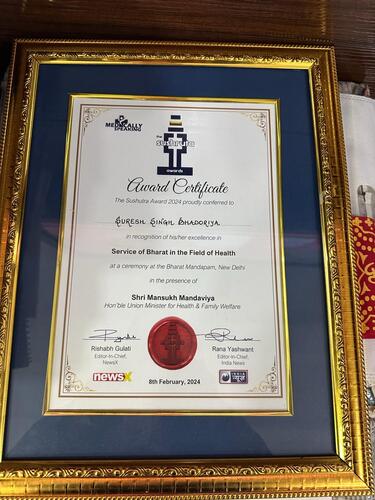 MEDICALLY
SPEAKING
the
sushruta
awards
Award Certificate
The Sushutra Award 2024 proudly conferred to
SURESH SINGH BHADORIYA
in recognition of his/her excellence in
Service of Bharat in the Field of Health
at a ceremony at the Bharat Mandapam, New Delhi
in the presence of
Shri Mansukh Mandaviya
Hon'ble Union Minister for Health & Family Welfare
Rishabh Gulati
Editor-In-Chief,
NewsX
Rana Yashwant
Editor-In-Chief,
India News
newsX
8th February, 2024